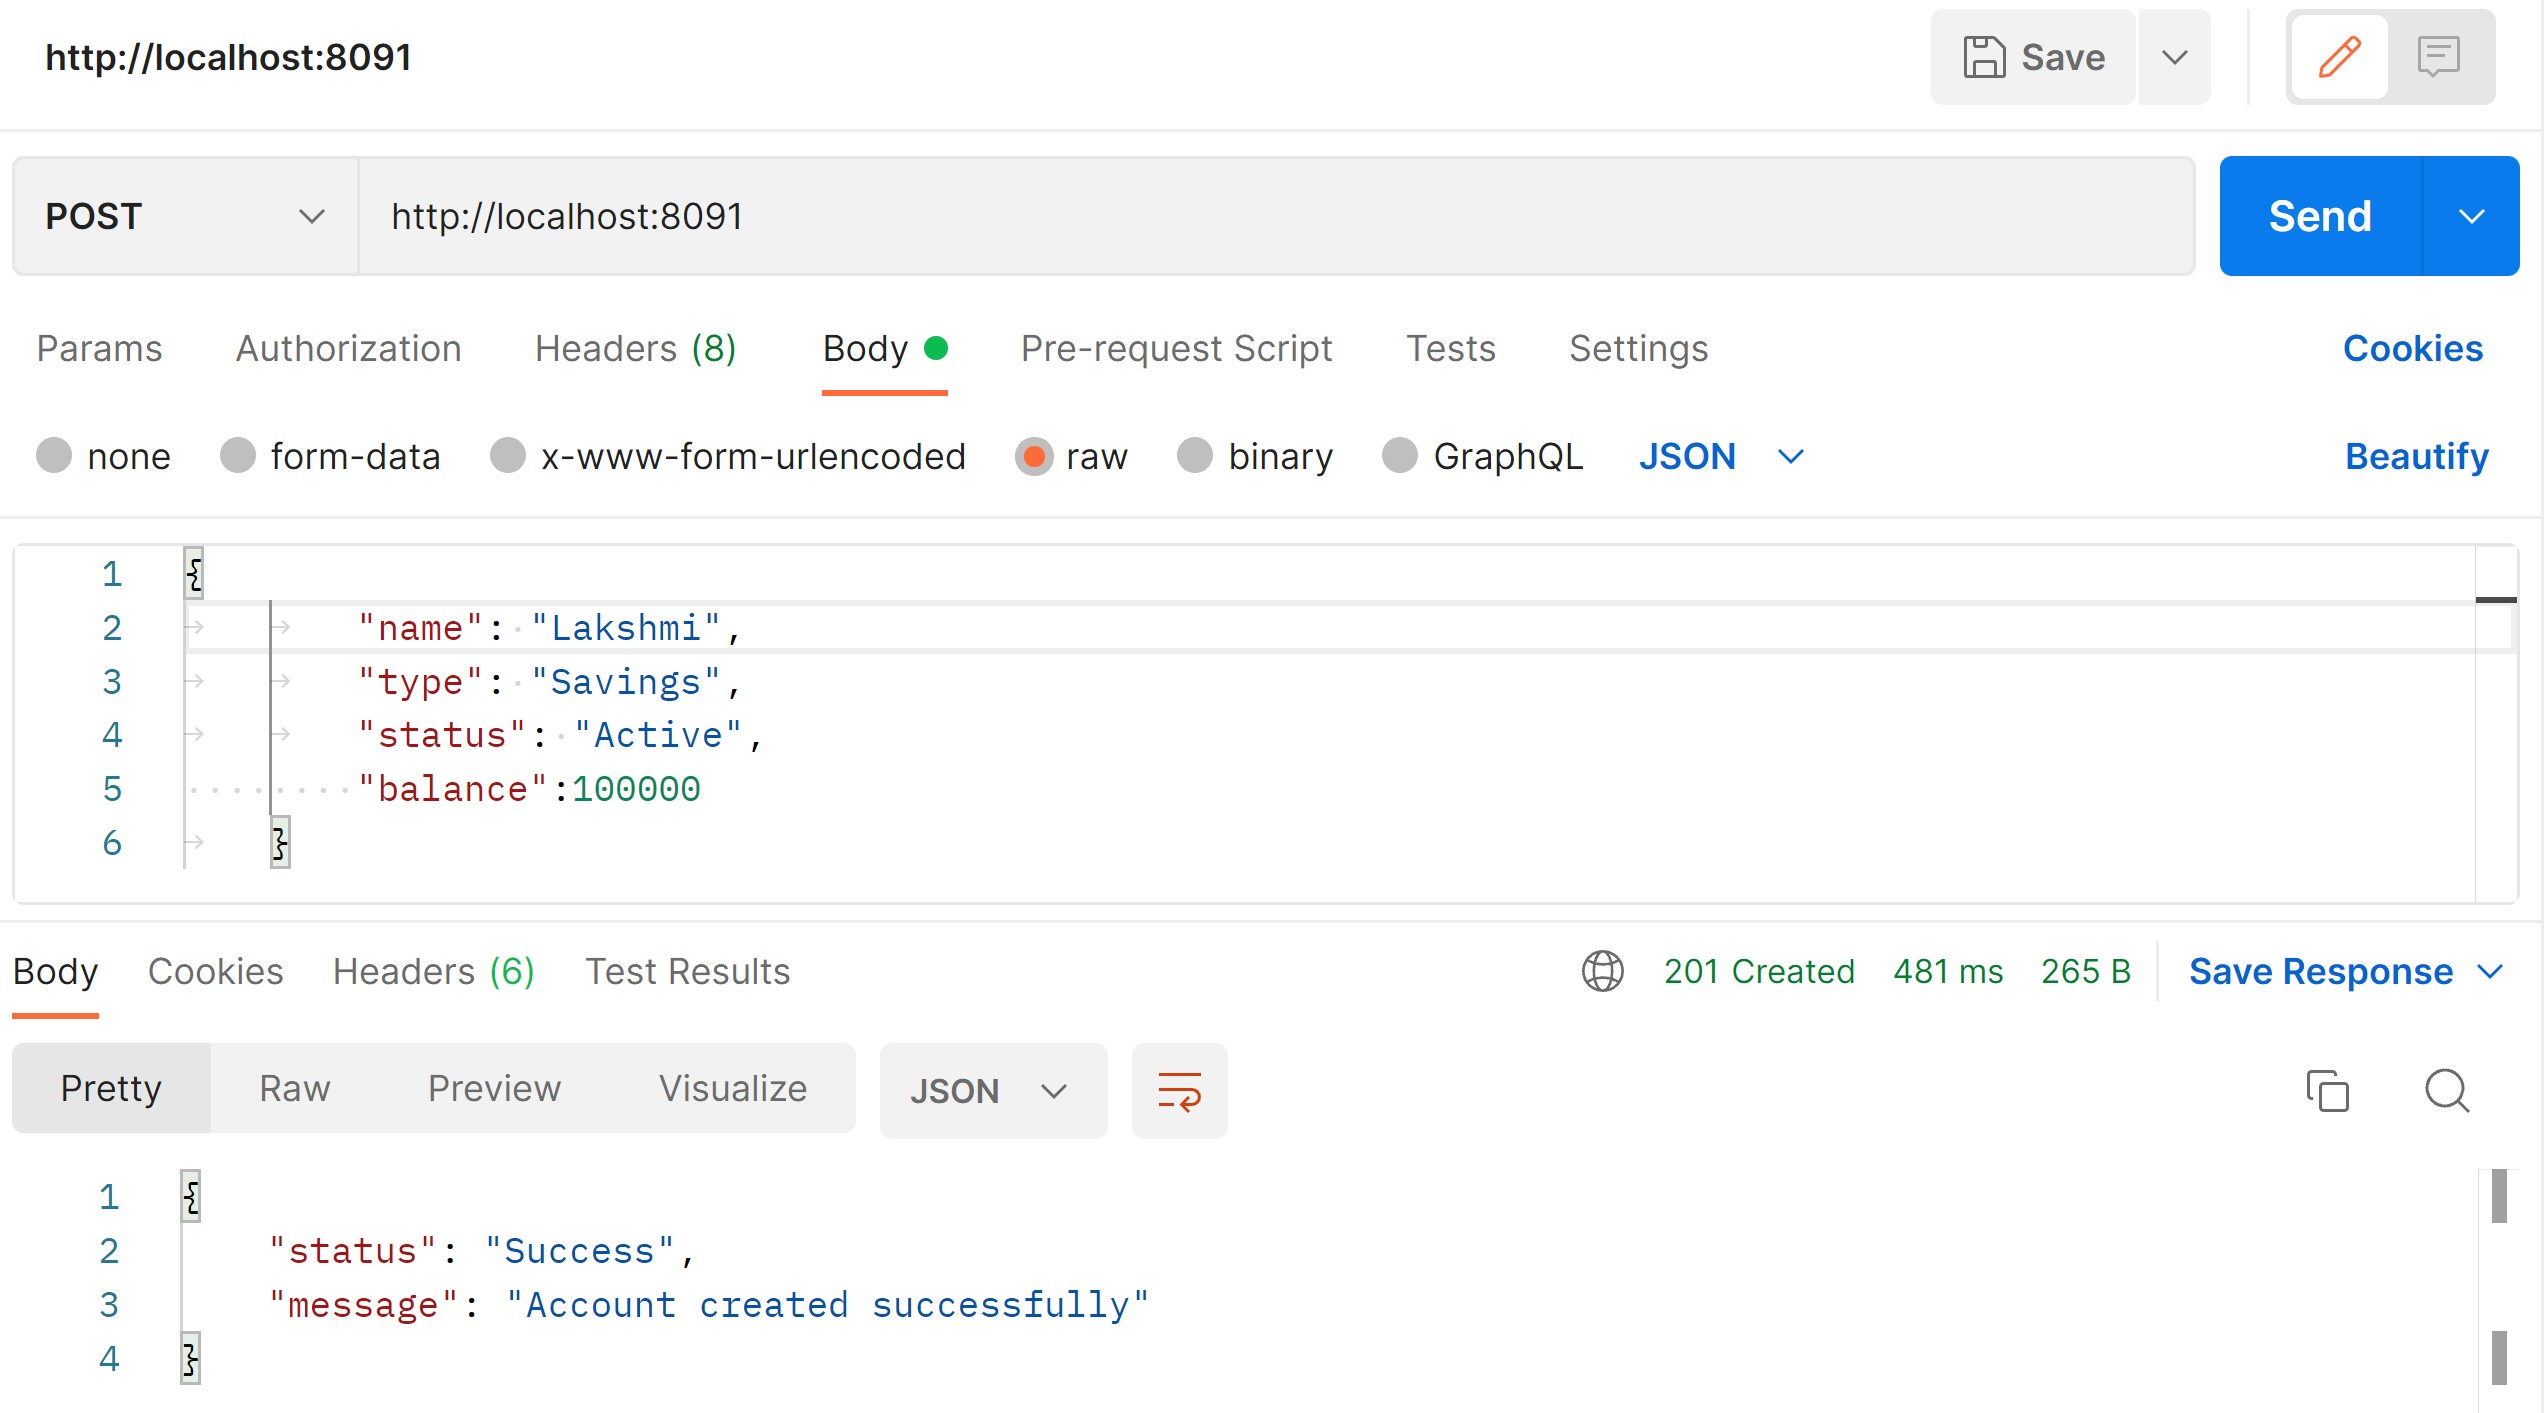 http://localhost:8091 Save
POST http://localhost:8091 Send
Params Authorization Headers (8) Body Pre-request Script Tests Settings Cookies
none form-data x-www-form-urlencoded raw binary GraphQL JSON Beautify
1 {
2 "name": "Lakshmi",
3 "type": "Savings",
4 "status": "Active",
5 "balance":100000
6 }
Body Cookies Headers (6) Test Results 201 Created 481 ms 265 B Save Response
Pretty Raw Preview Visualize JSON
1 {
2 "status": "Success",
3 "message": "Account created successfully"
4 }